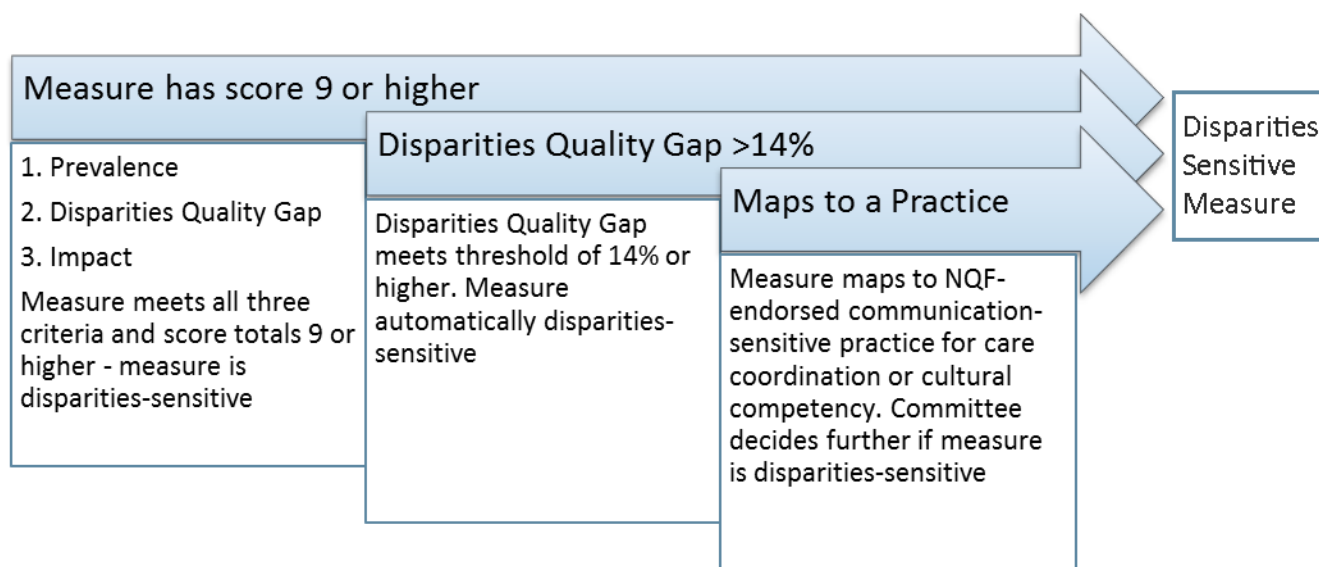 Measure has score 9 or higher
1. Prevalence
2. Disparities Quality Gap
3. Impact
Measure meets all three
criteria and score totals 9 or
higher - measure is
disparities-sensitive
Disparities Quality Gap >14%
Disparities Quality Gap
meets threshold of 14% or
higher. Measure
automatically disparities-
sensitive
Maps to a Practice
Measure maps to NQF-
endorsed communication-
sensitive practice for care
coordination or cultural
competency. Committee
decides further if measure
is disparities-sensitive
Disparities
Sensitive
Measure